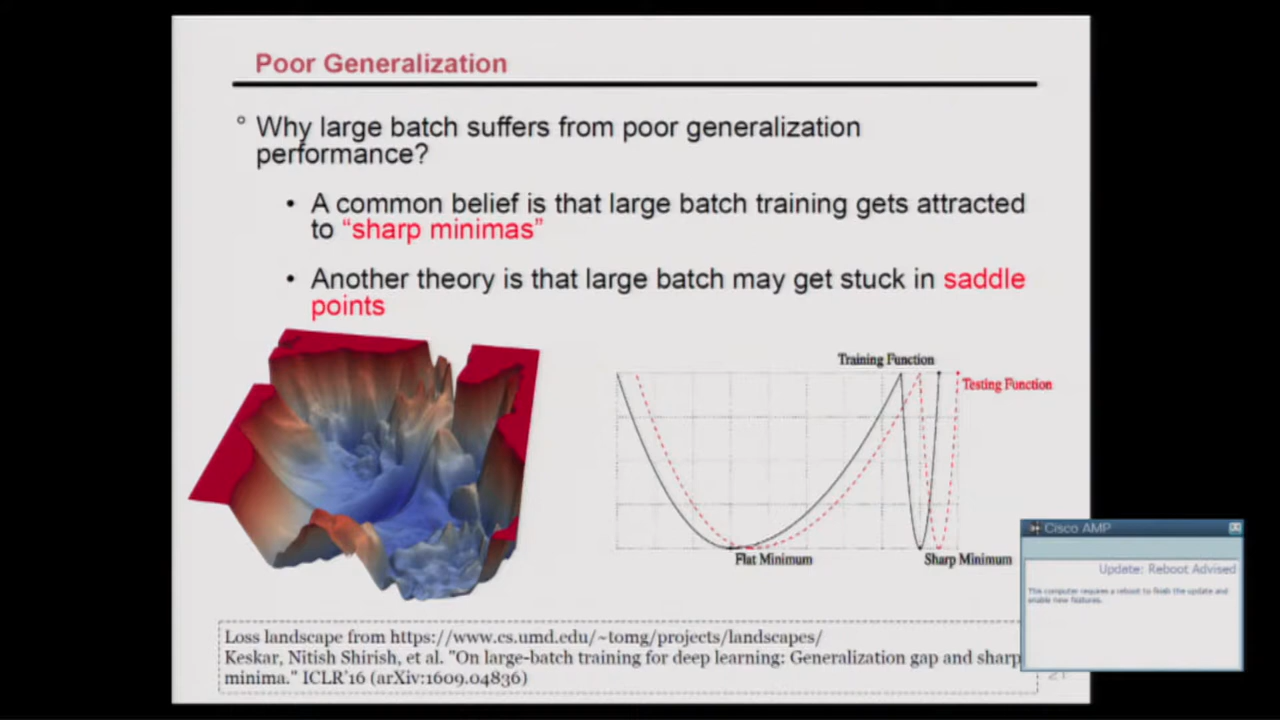 Poor Generalization
° Why large batch suffers from poor generalization
performance?
• A common belief is that large batch training gets attracted
to “sharp minimas”
• Another theory is that large batch may get stuck in saddle
points
Training Function
Testing Function
Flat Minimum
Sharp Minimum
Cisco AMP
Update: Reboot Advised
This computer requires a reboot to finish the update and
enable new features.
Loss landscape from https://www.cs.umd.edu/~tomg/projects/landscapes/
Keskar, Nitish Shirish, et al. "On large-batch training for deep learning: Generalization gap and sharp
minima." ICLR'16 (arXiv:1609.04836)